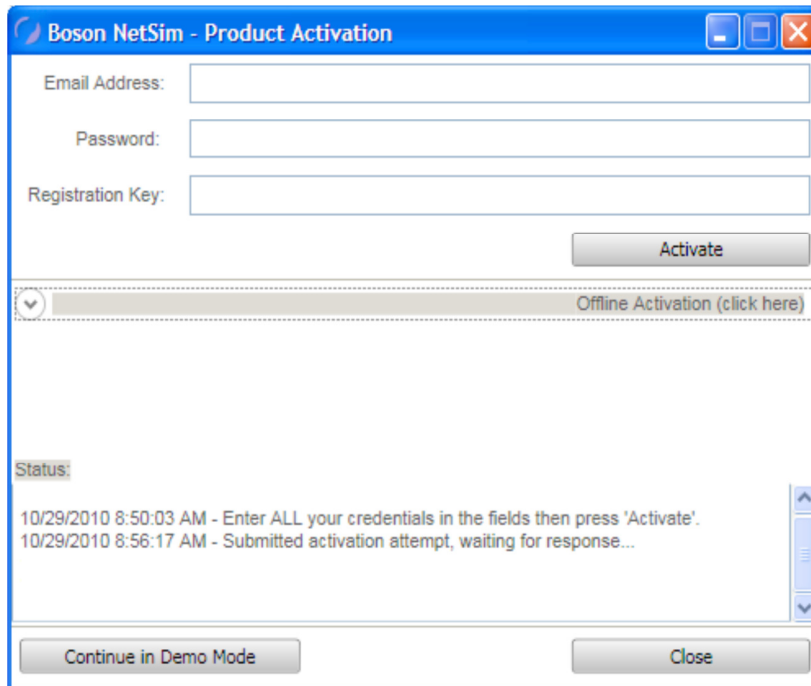 Boson NetSim - Product Activation
Email Address:
Password:
Registration Key:
Activate
Offline Activation (click here)
Status:
10/29/2010 8:50:03 AM - Enter ALL your credentials in the fields then press 'Activate'.
10/29/2010 8:56:17 AM - Submitted activation attempt, waiting for response...
Continue in Demo Mode
Close